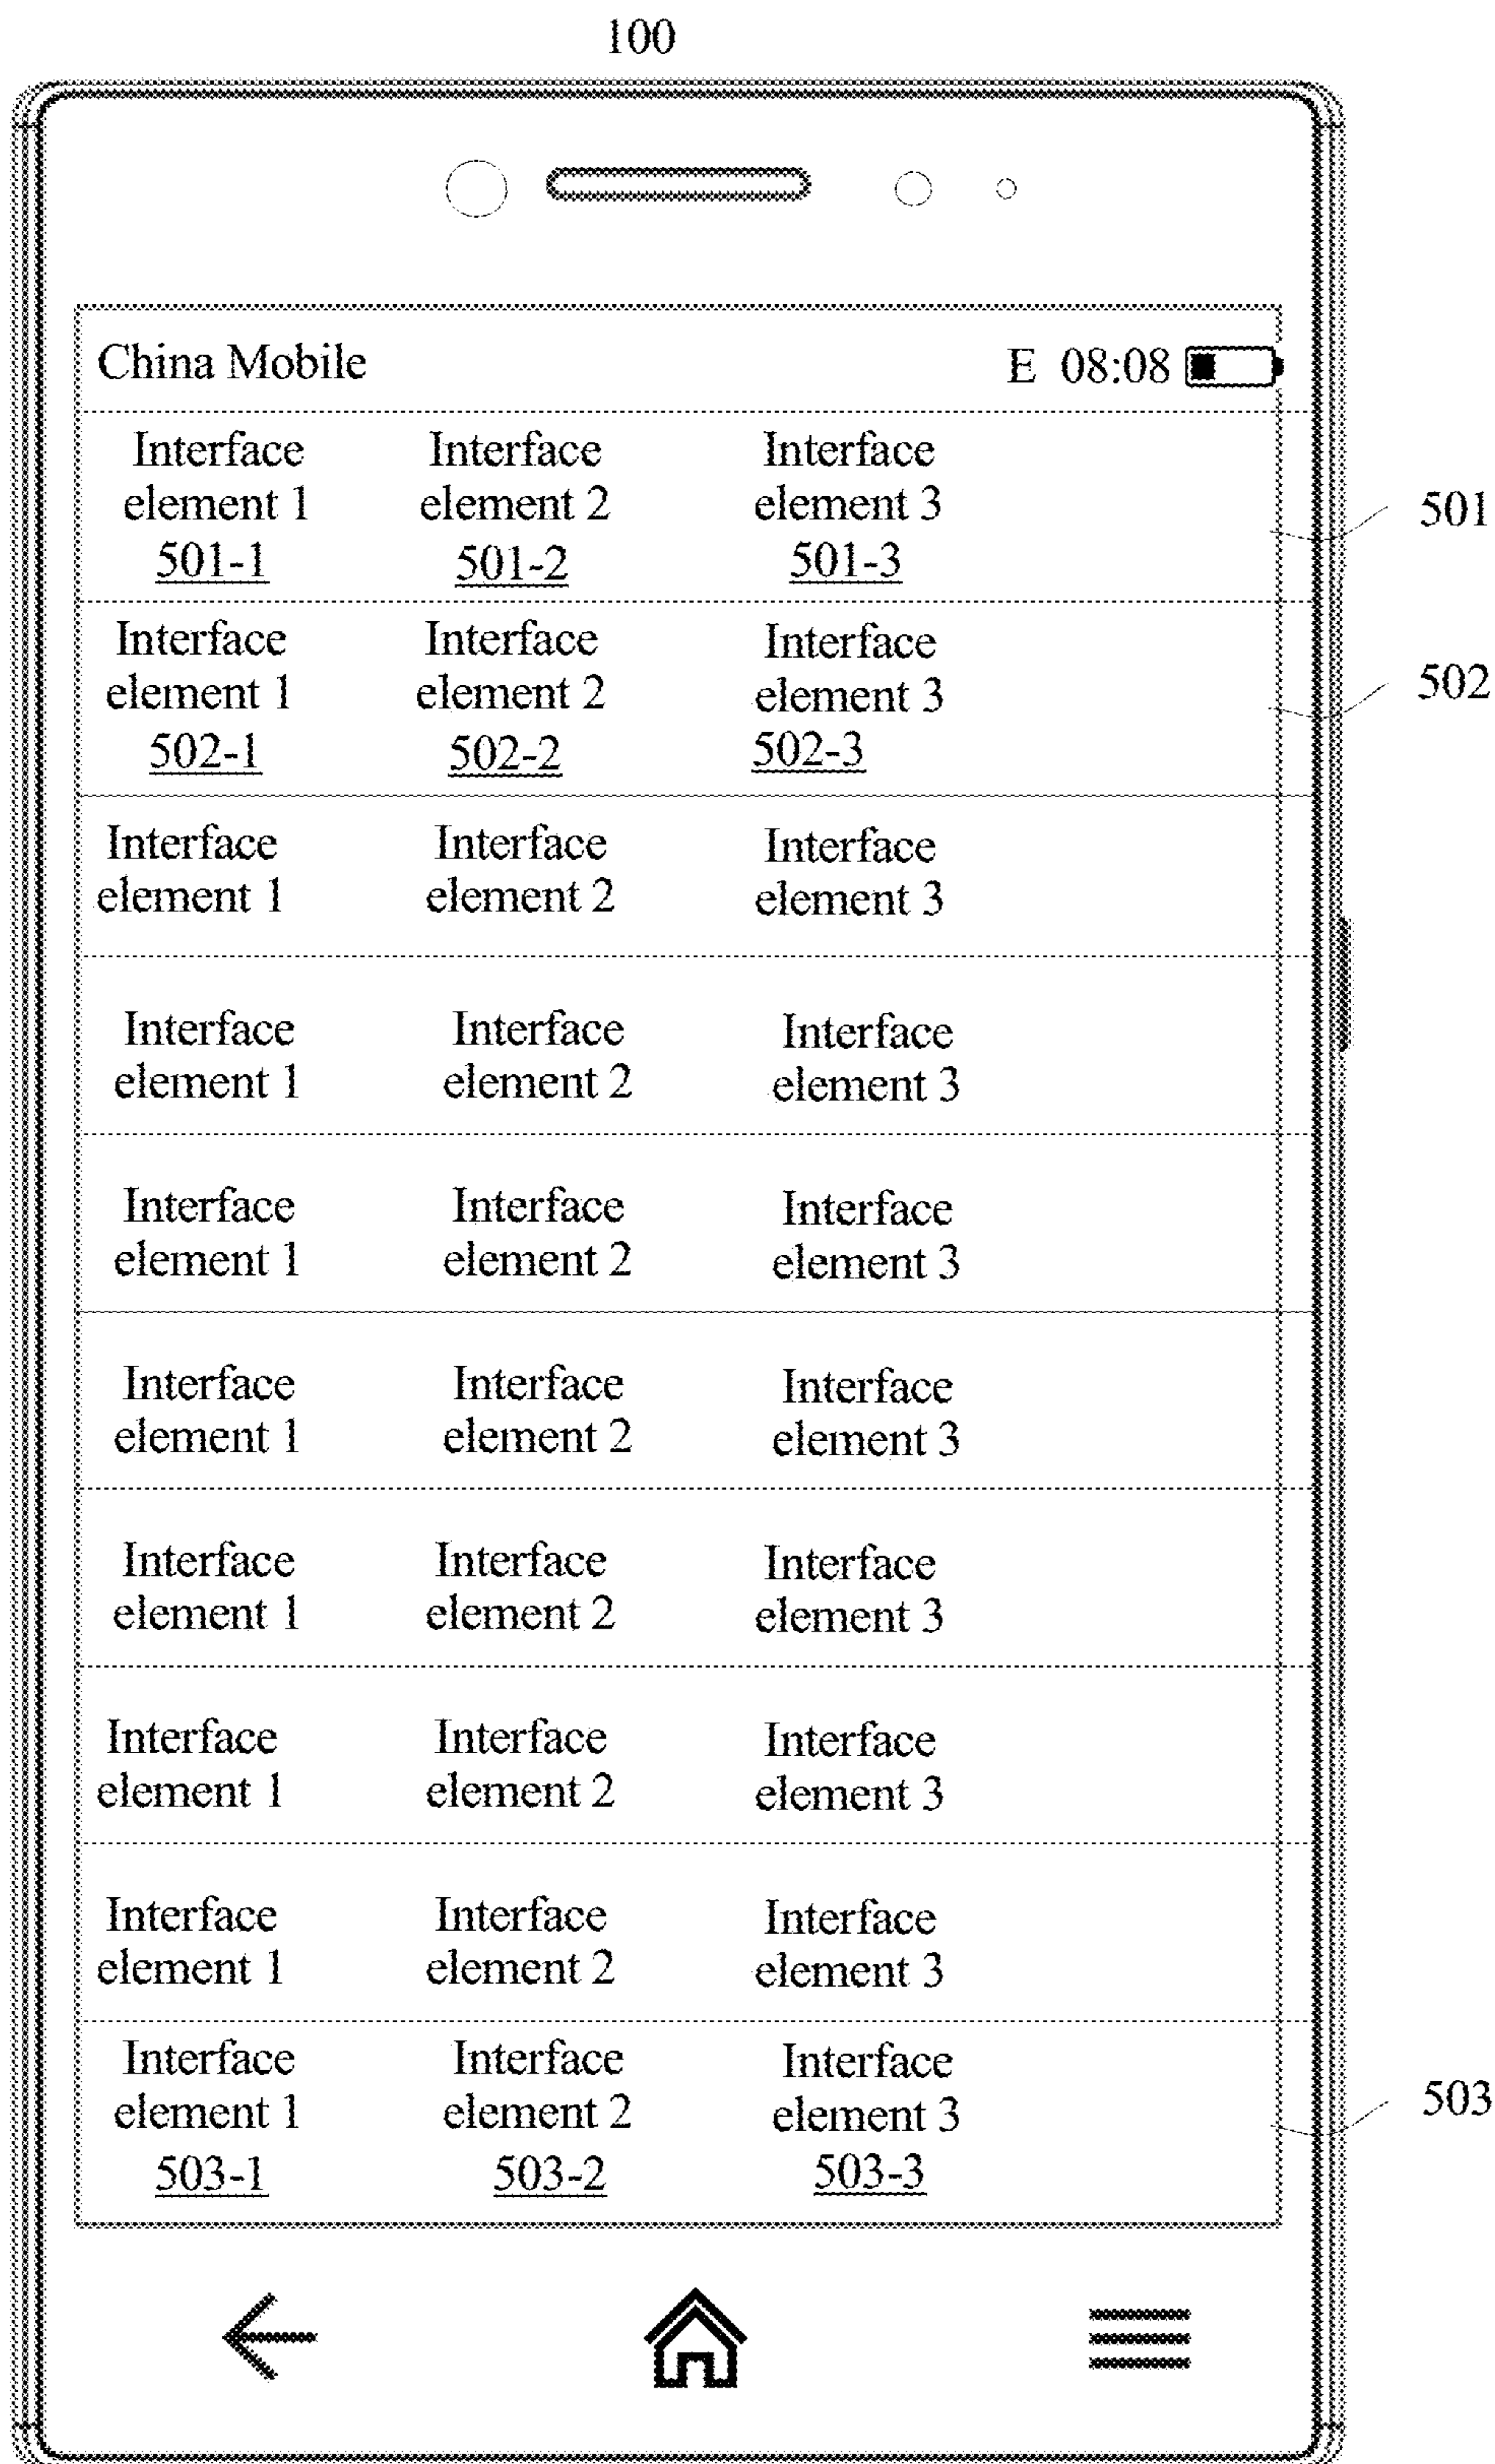 100
China Mobile E 08:08
Interface Interface Interface
element 1 element 2 element 3
501-1 501-2 501-3
501
Interface Interface Interface
element 1 element 2 element 3
502-1 502-2 502-3
502
Interface Interface Interface
element 1 element 2 element 3
Interface Interface Interface
element 1 element 2 element 3
Interface Interface Interface
element 1 element 2 element 3
Interface Interface Interface
element 1 element 2 element 3
Interface Interface Interface
element 1 element 2 element 3
Interface Interface Interface
element 1 element 2 element 3
Interface Interface Interface
element 1 element 2 element 3
Interface Interface Interface
element 1 element 2 element 3
503-1 503-2 503-3
503